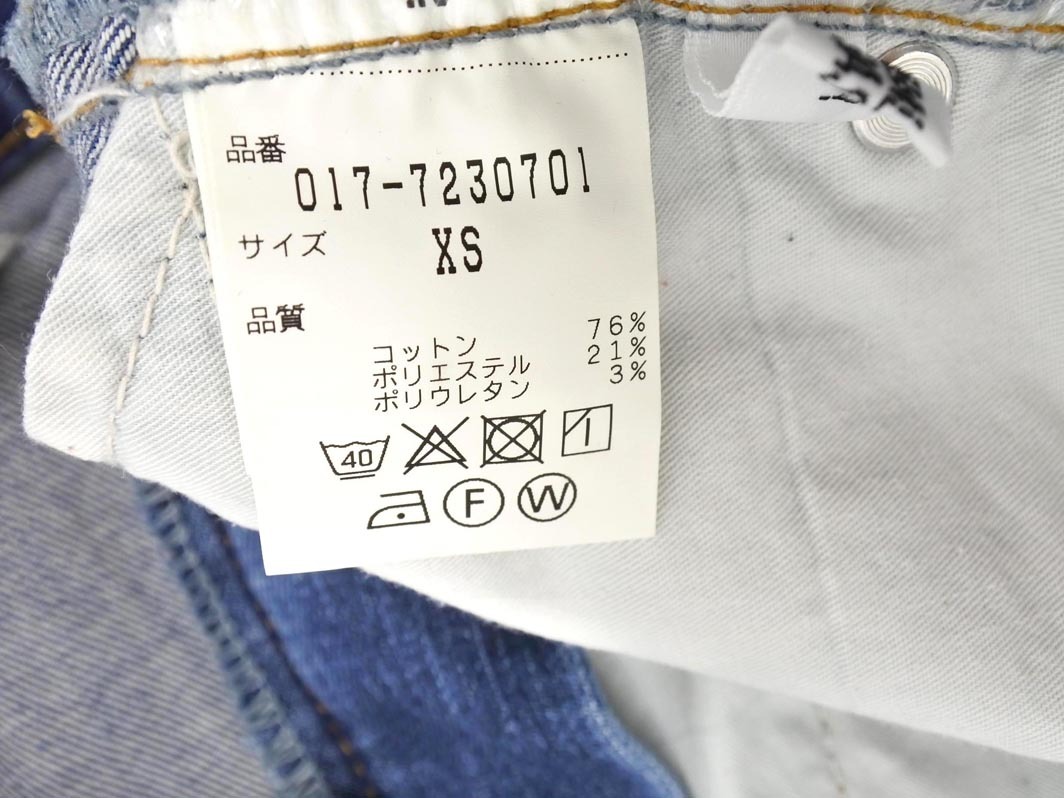 品番
017-7230701
サイズ XS
品質
コットン 76%
ポリエステル 21%
ポリウレタン 3%
40
F W